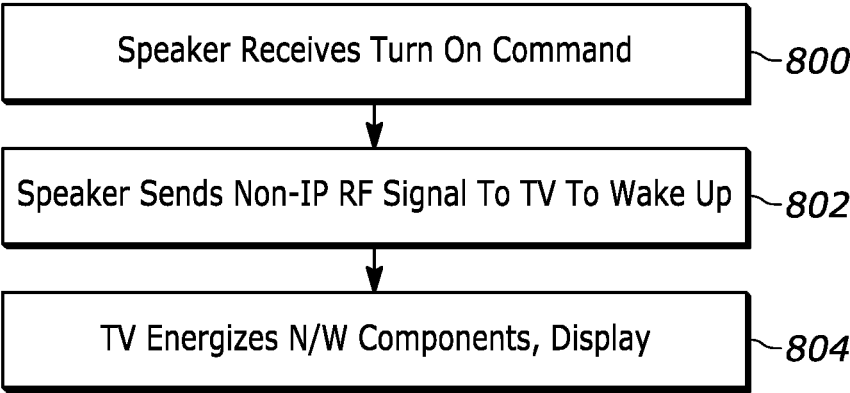 Speaker Receives Turn On Command
800
Speaker Sends Non-IP RF Signal To TV To Wake Up
802
TV Energizes N/W Components, Display
804